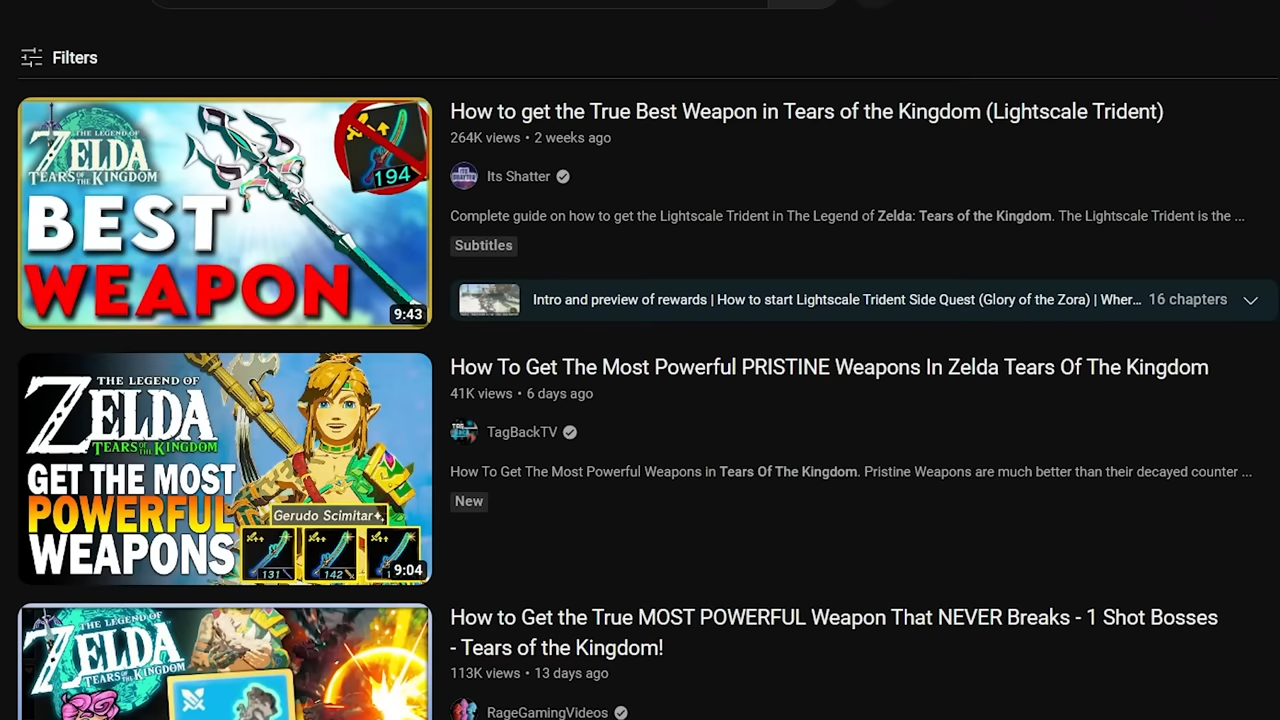 Filters
THE LEGEND OF
ZELDA
TEARS OF THE KINGDOM
BEST
WEAPON
194
9:43
How to get the True Best Weapon in Tears of the Kingdom (Lightscale Trident)
264K views • 2 weeks ago
Its Shatter
Complete guide on how to get the Lightscale Trident in The Legend of Zelda: Tears of the Kingdom. The Lightscale Trident is the ...
Subtitles
Intro and preview of rewards | How to start Lightscale Trident Side Quest (Glory of the Zora) | Wher... 16 chapters
THE LEGEND OF
ZELDA
TEARS OF THE KINGDOM
GET THE MOST
POWERFUL
WEAPONS
Gerudo Scimitar
131
142
9:04
How To Get The Most Powerful PRISTINE Weapons In Zelda Tears Of The Kingdom
41K views • 6 days ago
TagBackTV
How To Get The Most Powerful Weapons in Tears Of The Kingdom. Pristine Weapons are much better than their decayed counter ...
New
THE LEGEND OF
ZELDA
TEARS OF THE KINGDOM
How to Get the True MOST POWERFUL Weapon That NEVER Breaks - 1 Shot Bosses
- Tears of the Kingdom!
113K views • 13 days ago
RageGamingVideos